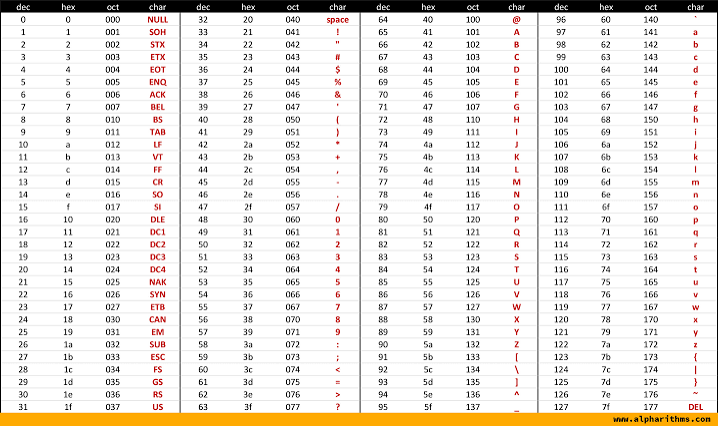 dec hex oct char dec hex oct char dec hex oct char dec hex oct char
0 0 000 NULL 32 20 040 space 64 40 100 @ 96 60 140 `
1 1 001 SOH 33 21 041 ! 65 41 101 A 97 61 141 a
2 2 002 STX 34 22 042 " 66 42 102 B 98 62 142 b
3 3 003 ETX 35 23 043 # 67 43 103 C 99 63 143 c
4 4 004 EOT 36 24 044 $ 68 44 104 D 100 64 144 d
5 5 005 ENQ 37 25 045 % 69 45 105 E 101 65 145 e
6 6 006 ACK 38 26 046 & 70 46 106 F 102 66 146 f
7 7 007 BEL 39 27 047 ' 71 47 107 G 103 67 147 g
8 8 010 BS 40 28 050 ( 72 48 110 H 104 68 150 h
9 9 011 TAB 41 29 051 ) 73 49 111 I 105 69 151 i
10 a 012 LF 42 2a 052 * 74 4a 112 J 106 6a 152 j
11 b 013 VT 43 2b 053 + 75 4b 113 K 107 6b 153 k
12 c 014 FF 44 2c 054 , 76 4c 114 L 108 6c 154 l
13 d 015 CR 45 2d 055 - 77 4d 115 M 109 6d 155 m
14 e 016 SO 46 2e 056 . 78 4e 116 N 110 6e 156 n
15 f 017 SI 47 2f 057 / 79 4f 117 O 111 6f 157 o
16 10 020 DLE 48 30 060 0 80 50 120 P 112 70 160 p
17 11 021 DC1 49 31 061 1 81 51 121 Q 113 71 161 q
18 12 022 DC2 50 32 062 2 82 52 122 R 114 72 162 r
19 13 023 DC3 51 33 063 3 83 53 123 S 115 73 163 s
20 14 024 DC4 52 34 064 4 84 54 124 T 116 74 164 t
21 15 025 NAK 53 35 065 5 85 55 125 U 117 75 165 u
22 16 026 SYN 54 36 066 6 86 56 126 V 118 76 166 v
23 17 027 ETB 55 37 067 7 87 57 127 W 119 77 167 w
24 18 030 CAN 56 38 070 8 88 58 130 X 120 78 170 x
25 19 031 EM 57 39 071 9 89 59 131 Y 121 79 171 y
26 1a 032 SUB 58 3a 072 : 90 5a 132 Z 122 7a 172 z
27 1b 033 ESC 59 3b 073 ; 91 5b 133 [ 123 7b 173 {
28 1c 034 FS 60 3c 074 < 92 5c 134 \ 124 7c 174 |
29 1d 035 GS 61 3d 075 = 93 5d 135 ] 125 7d 175 }
30 1e 036 RS 62 3e 076 > 94 5e 136 ^ 126 7e 176 ~
31 1f 037 US 63 3f 077 ? 95 5f 137 _ 127 7f 177 DEL
www.alpharithms.com